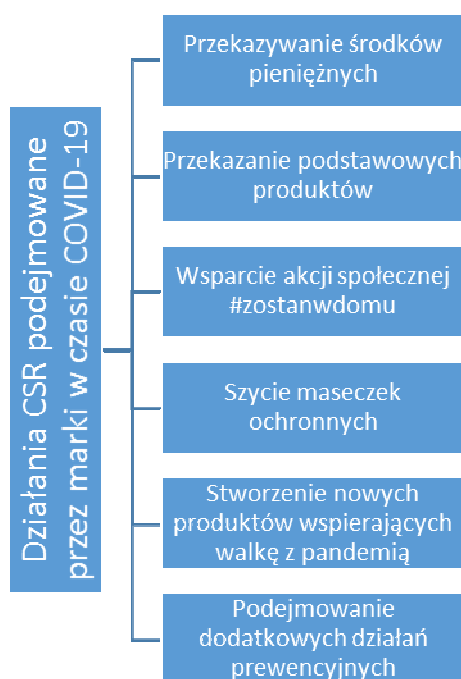 Działania CSR podejmowane
przez marki w czasie COVID-19
Przekazywanie środków
pieniężnych
Przekazanie podstawowych
produktów
Wsparcie akcji społecznej
#zostanwdomu
Szycie maseczek
ochronnych
Stworzenie nowych
produktów wspierających
walkę z pandemią
Podejmowanie
dodatkowych działań
prewencyjnych